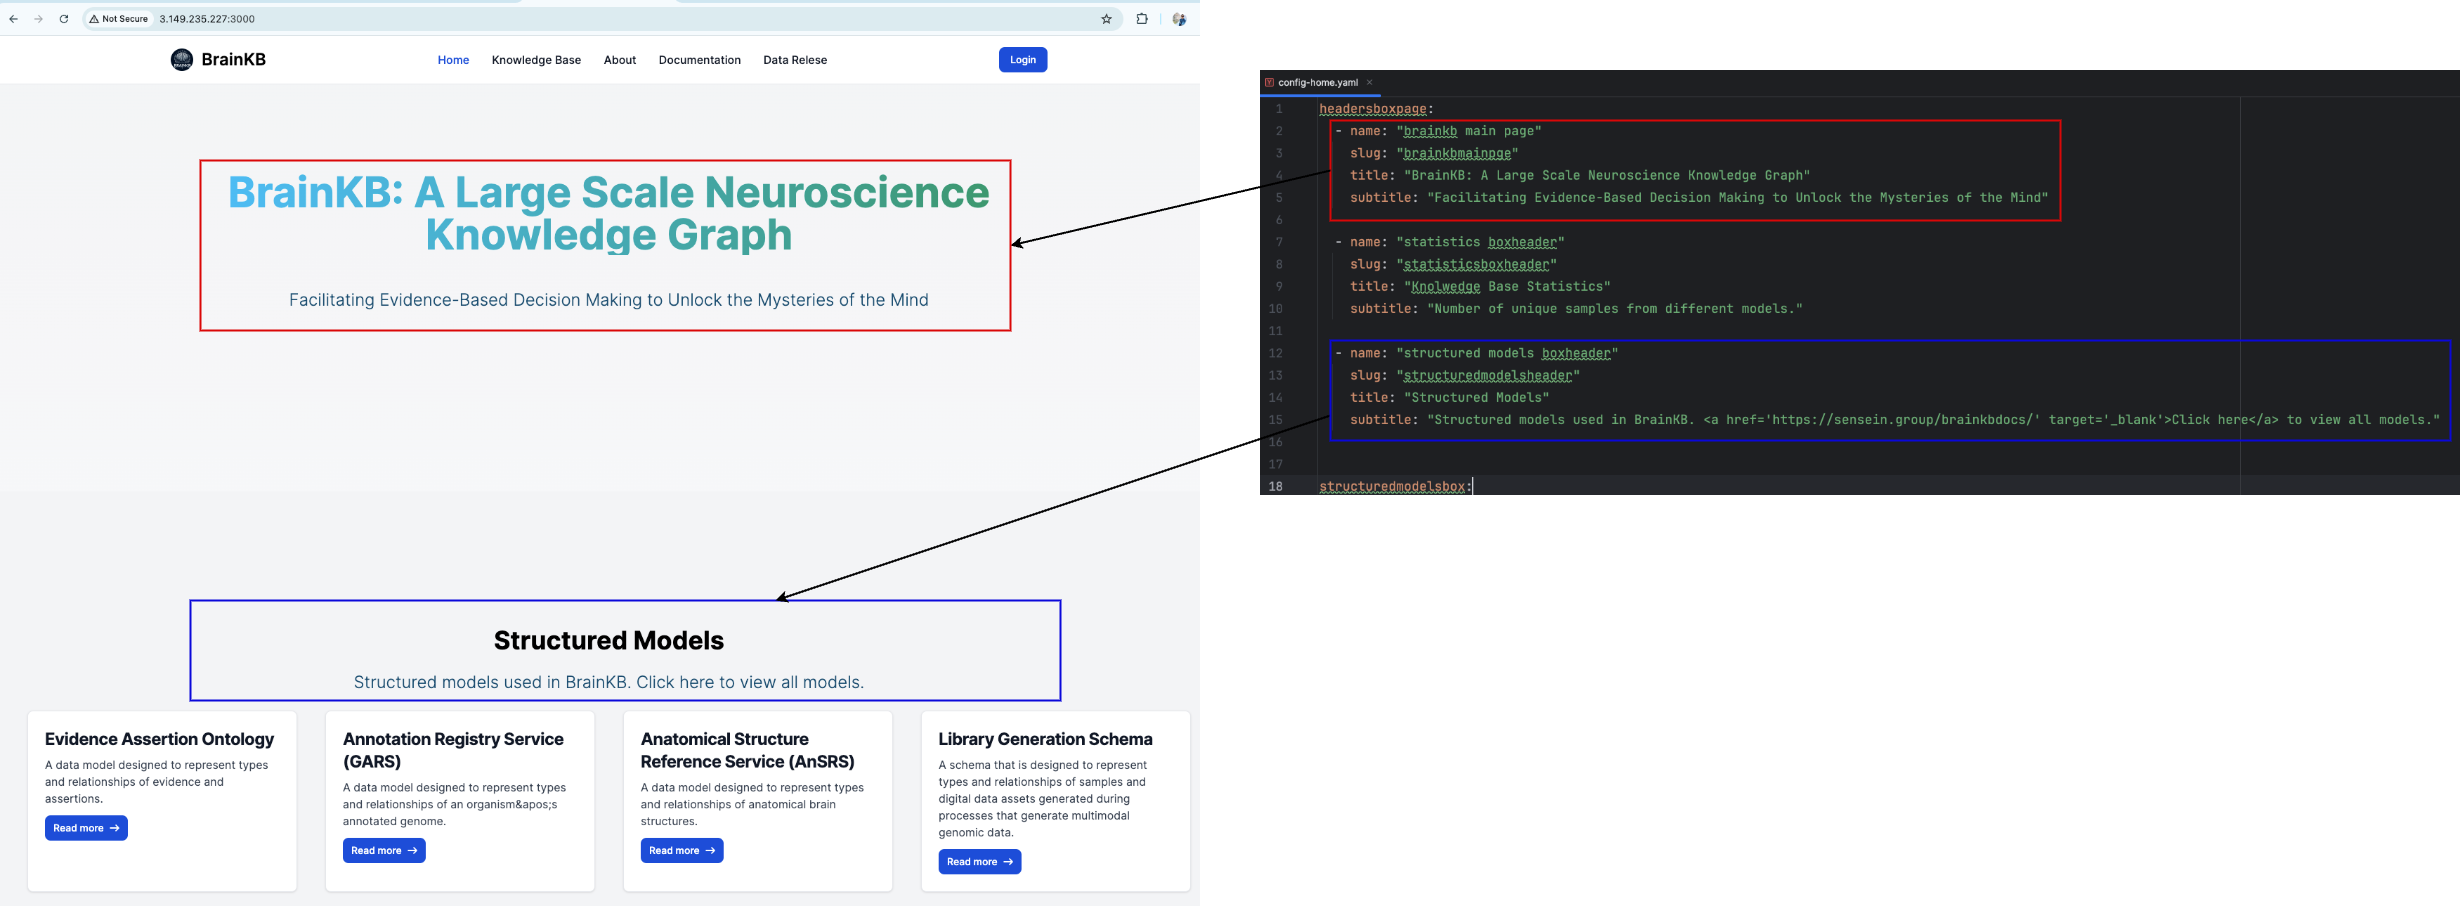 Not Secure 3.149.235.227:3000
BrainKB
Home Knowledge Base About Documentation Data Relese
Login
BrainKB: A Large Scale Neuroscience
Knowledge Graph
Facilitating Evidence-Based Decision Making to Unlock the Mysteries of the Mind
Structured Models
Structured models used in BrainKB. Click here to view all models.
Evidence Assertion Ontology
A data model designed to represent types
and relationships of evidence and
assertions.
Read more →
Annotation Registry Service
(GARS)
A data model designed to represent types
and relationships of an organism&apos;s
annotated genome.
Read more →
Anatomical Structure
Reference Service (AnSRS)
A data model designed to represent types
and relationships of anatomical brain
structures.
Read more →
Library Generation Schema
A schema that is designed to represent
types and relationships of samples and
digital data assets generated during
processes that generate multimodal
genomic data.
Read more →
config-home.yaml ×
1 headersboxpage:
2 - name: "brainkb main page"
3 slug: "brainkbmainpge"
4 title: "BrainKB: A Large Scale Neuroscience Knowledge Graph"
5 subtitle: "Facilitating Evidence-Based Decision Making to Unlock the Mysteries of the Mind"
6
7 - name: "statistics boxheader"
8 slug: "statisticsboxheader"
9 title: "Knolwedge Base Statistics"
10 subtitle: "Number of unique samples from different models."
11
12 - name: "structured models boxheader"
13 slug: "structuredmodelsheader"
14 title: "Structured Models"
15 subtitle: "Structured models used in BrainKB. <a href='https://sensein.group/brainkbdocs/' target='_blank'>Click here</a> to view all models."
16
17
18 structuredmodelsbox: